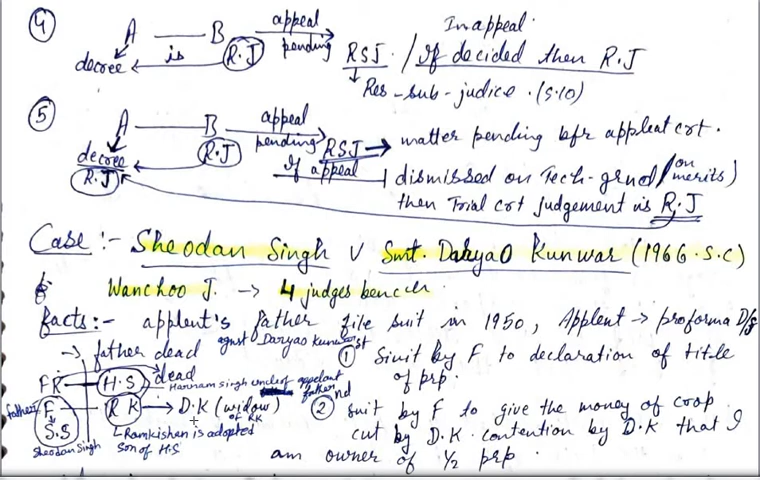 ④ A — B appeal pending → RSJ. / In appeal. If decided then R.J
decree ← is R.J
Res-sub-judice. (S.10)
⑤ A — B appeal pending → RSJ → matter pending bfr appleat crt.
decree ← R.J
R.J
If appeal dismissed on Tech-grnd/(on merits)
then Trial crt judgement is R.J
Case :- Sheodan Singh V Smt. Daryao Kunwar (1966. S.C)
Wanchoo J. → 4 judges bench.
Facts:- applent's father file suit in 1950, Applent → proforma D/f
→ father dead agnst Daryao Kunwar
① 1st Siuit by F to declaration of title of prp.
FR — H.S dead
Hannam singh uncle of appelant father
father F — R K → D.K (widow of RK
S.S
Sheodan Singh
Ramkishen is adopted
Son of H.S
② 2nd suit by F to give the money of crop
cut by D.K. contention by D.K that I
am owner of 1/2 prp.